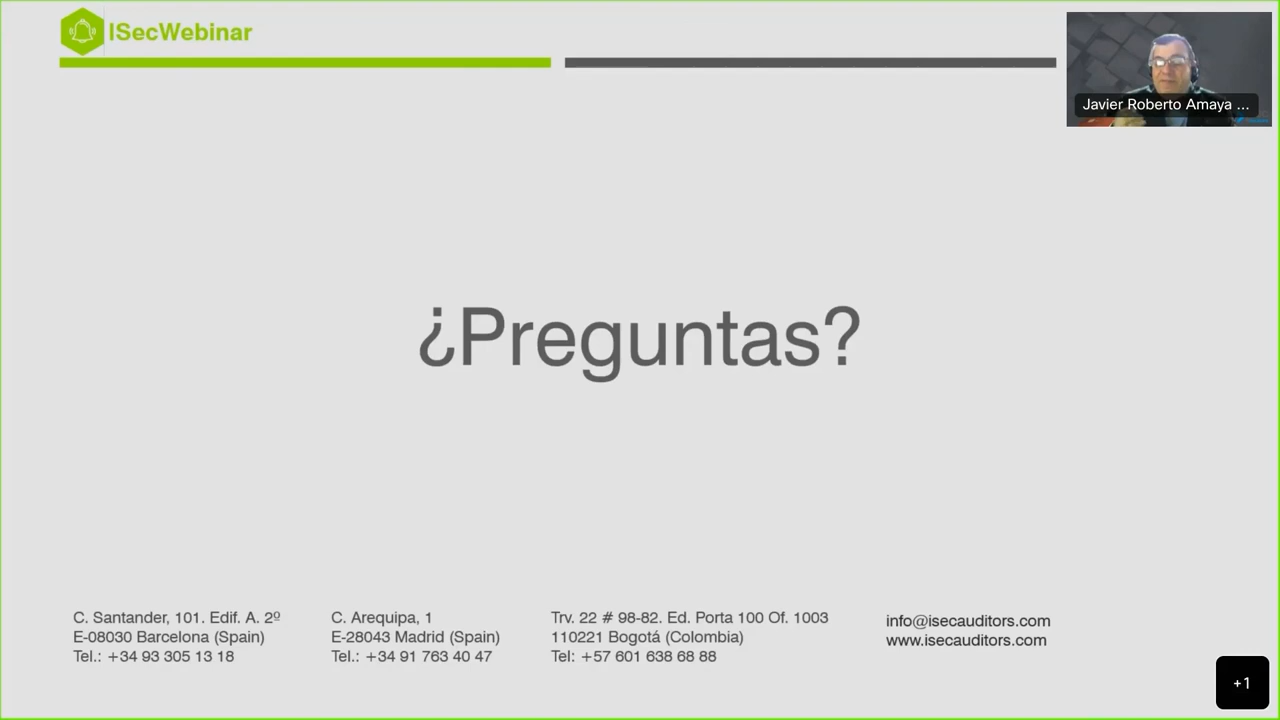 ISecWebinar
Javier Roberto Amaya ...
¿Preguntas?
C. Santander, 101. Edif. A. 2º
E-08030 Barcelona (Spain)
Tel.: +34 93 305 13 18
C. Arequipa, 1
E-28043 Madrid (Spain)
Tel.: +34 91 763 40 47
Trv. 22 # 98-82. Ed. Porta 100 Of. 1003
110221 Bogotá (Colombia)
Tel: +57 601 638 68 88
info@isecauditors.com
www.isecauditors.com
+1